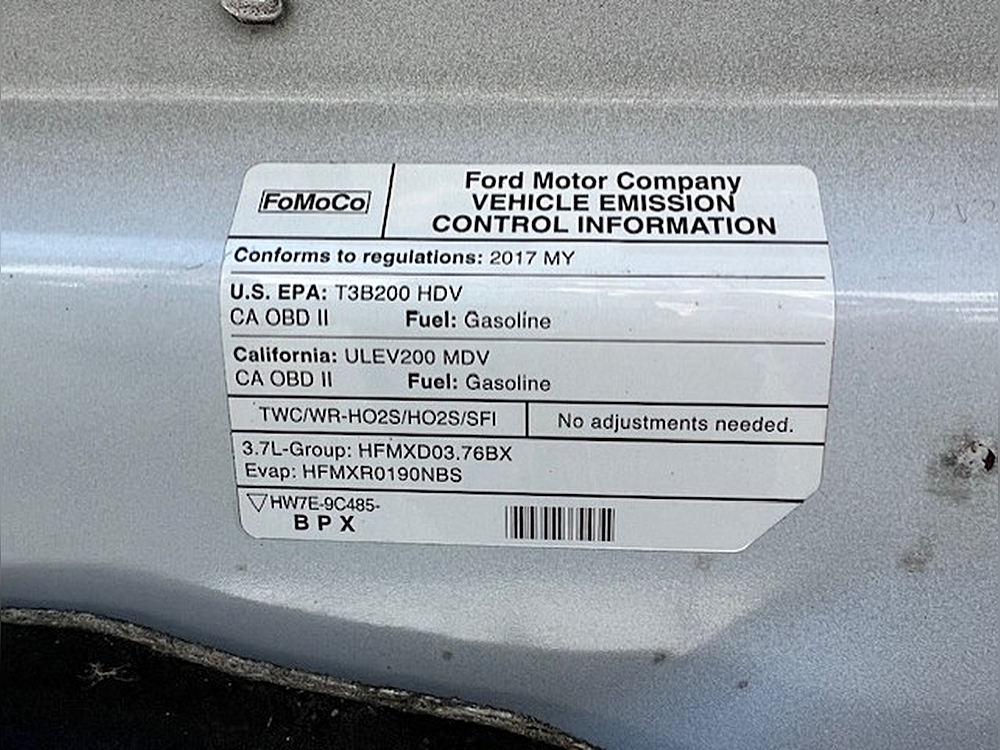 FoMoCo
Ford Motor Company
VEHICLE EMISSION
CONTROL INFORMATION
Conforms to regulations: 2017 MY
U.S. EPA: T3B200 HDV
CA OBD II Fuel: Gasoline
California: ULEV200 MDV
CA OBD II Fuel: Gasoline
TWC/WR-HO2S/HO2S/SFI
No adjustments needed.
3.7L-Group: HFMXD03.76BX
Evap: HFMXR0190NBS
HW7E-9C485-
BPX